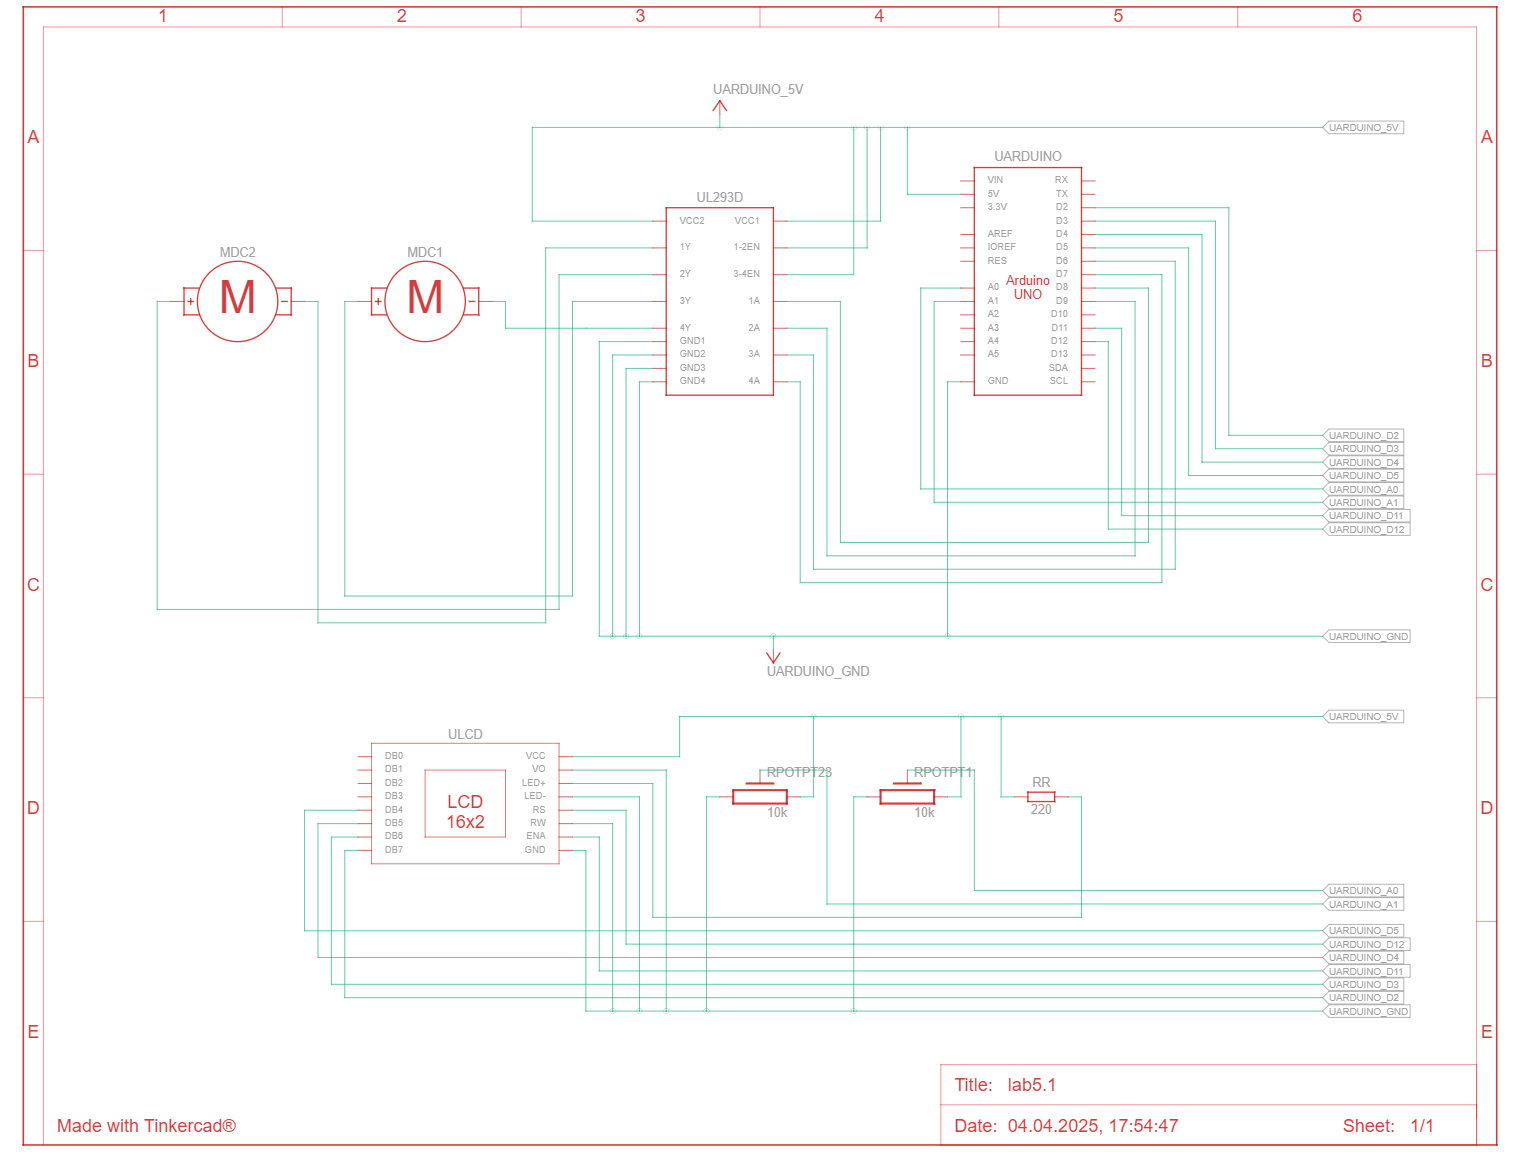 1 2 3 4 5 6
UARDUINO_5V
A UARDUINO_5V A
UARDUINO
VIN RX
5V TX
3.3V D2
D3
AREF D4
IOREF D5
RES D6
D7
Arduino
UNO
A0 D8
A1 D9
A2 D10
A3 D11
A4 D12
A5 D13
SDA
GND SCL
UL293D
VCC2 VCC1
1Y 1-2EN
2Y 3-4EN
3Y 1A
4Y 2A
GND1
GND2 3A
GND3
GND4 4A
MDC2 MDC1
+ M - + M -
B B
UARDUINO_D2
UARDUINO_D3
UARDUINO_D4
UARDUINO_D5
UARDUINO_A0
UARDUINO_A1
UARDUINO_D11
UARDUINO_D12
C C
UARDUINO_GND
UARDUINO_GND
UARDUINO_5V
ULCD
DB0 VCC
DB1 VO
DB2 LED+
DB3 LED-
DB4 RS
DB5 RW
DB6 ENA
DB7 GND
LCD
16x2
RPOTPT23 RPOTPT1 RR
10k 10k 220
D D
UARDUINO_A0
UARDUINO_A1
UARDUINO_D5
UARDUINO_D12
UARDUINO_D4
UARDUINO_D11
UARDUINO_D3
UARDUINO_D2
UARDUINO_GND
E E
Title: lab5.1
Made with Tinkercad® Date: 04.04.2025, 17:54:47 Sheet: 1/1